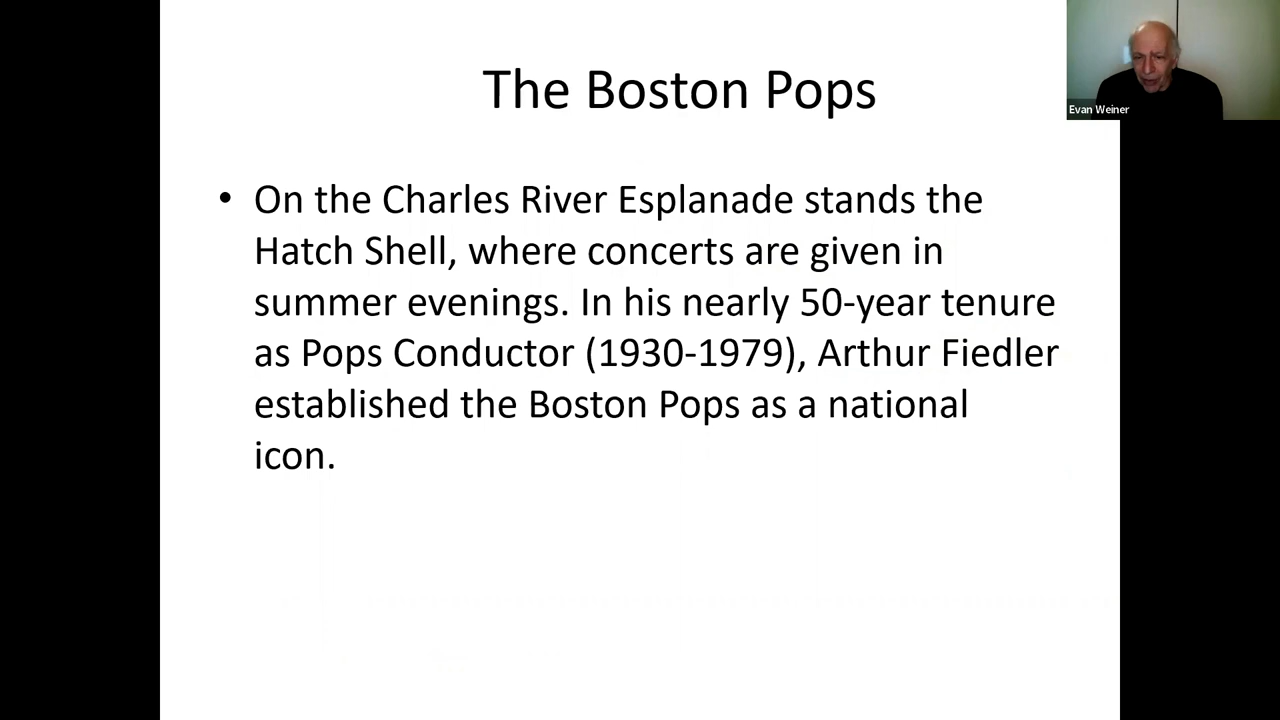 The Boston Pops
Evan Weiner
• On the Charles River Esplanade stands the
Hatch Shell, where concerts are given in
summer evenings. In his nearly 50-year tenure
as Pops Conductor (1930-1979), Arthur Fiedler
established the Boston Pops as a national
icon.